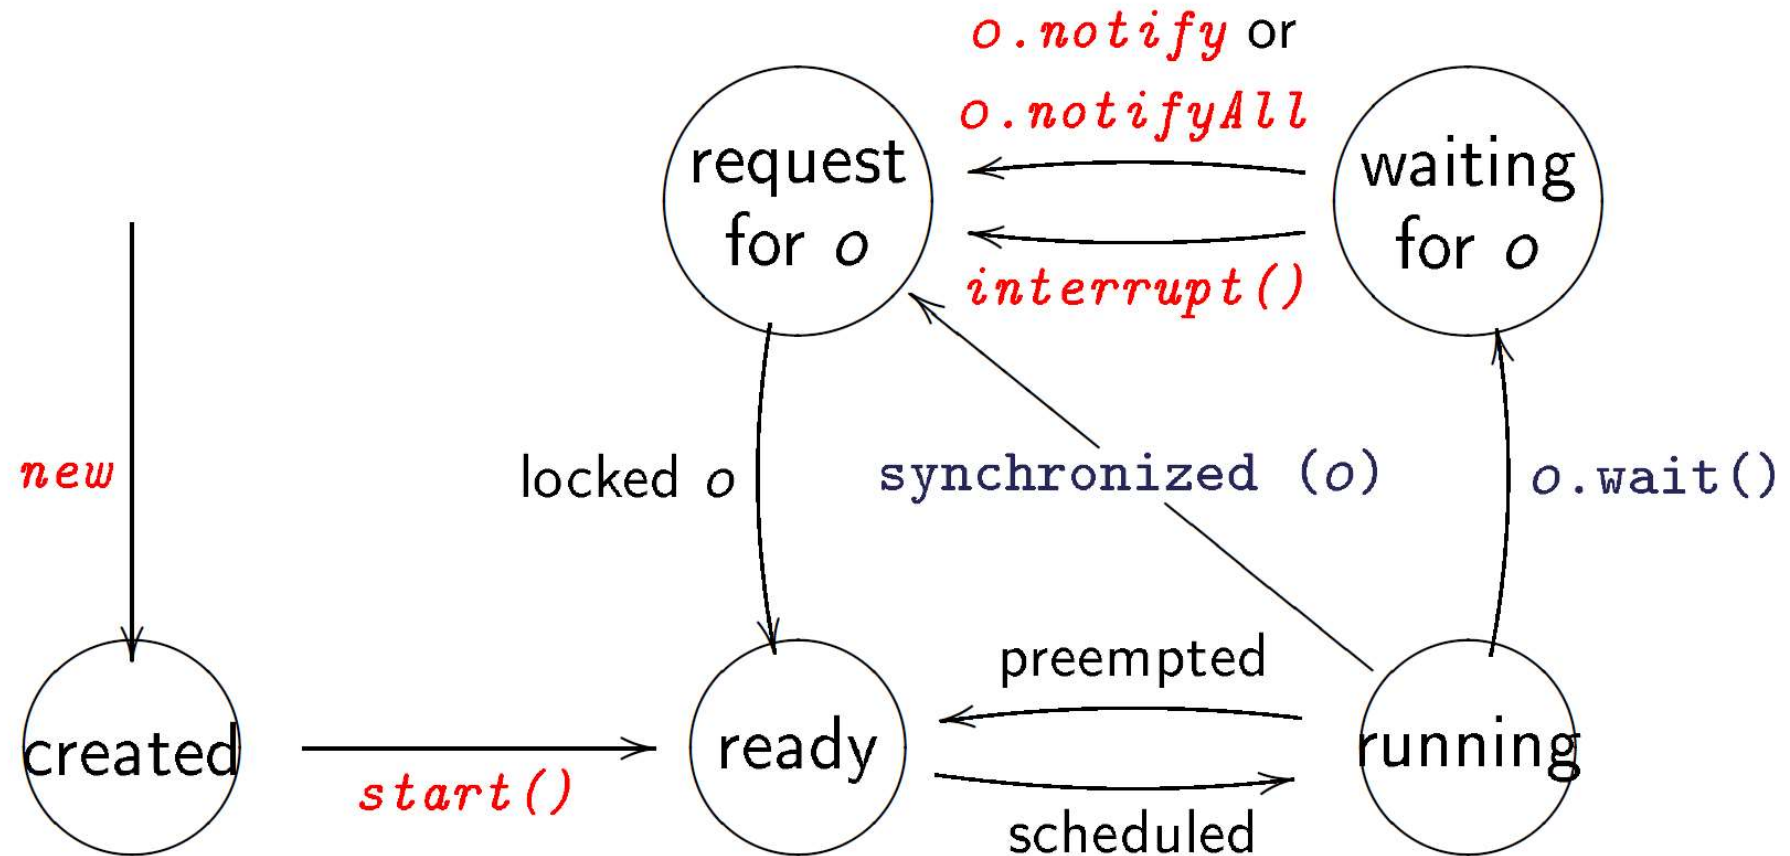 o.notify or
o.notifyAll
request
for o
waiting
for o
interrupt()
new
locked o
synchronized (o)
o.wait()
preempted
created
ready
running
start()
scheduled